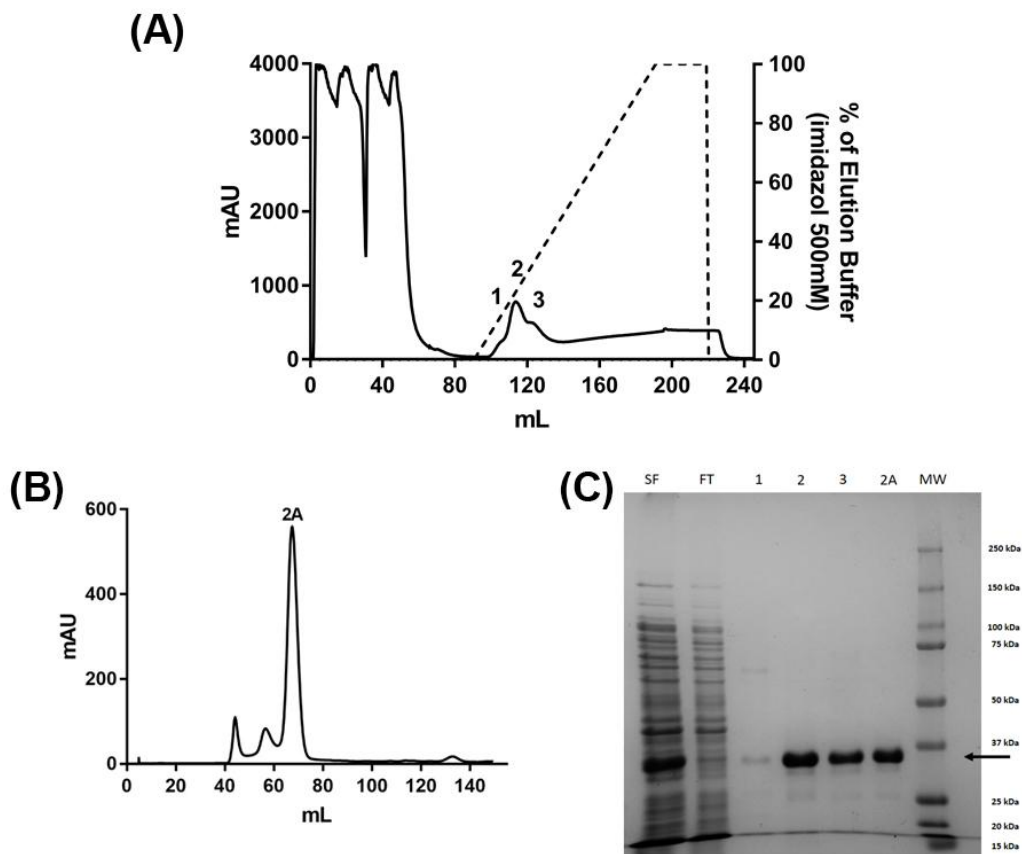 (A)
4000
3000
2000
1000
0
mAU
0
40
80
120
160
200
240
mL
100
80
60
40
20
0
% of Elution Buffer
(imidazol 500mM)
1
2
3
(B)
600
400
200
0
mAU
2A
0
20
40
60
80
100
120
140
mL
(C)
SF FT 1 2 3 2A MW
250 kDa
150 kDa
100 kDa
75 kDa
50 kDa
37 kDa
25 kDa
20 kDa
15 kDa